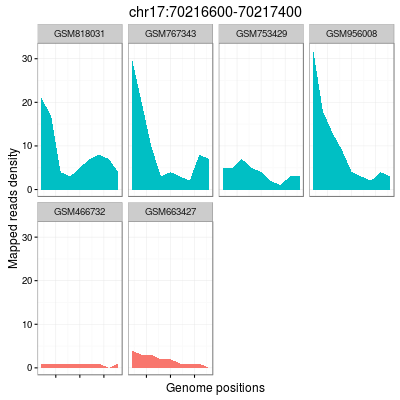 chr17:70216600-70217400
GSM818031 GSM767343 GSM753429 GSM956008
30
20
10
0
Mapped reads density
GSM466732 GSM663427
30
20
10
0
Genome positions